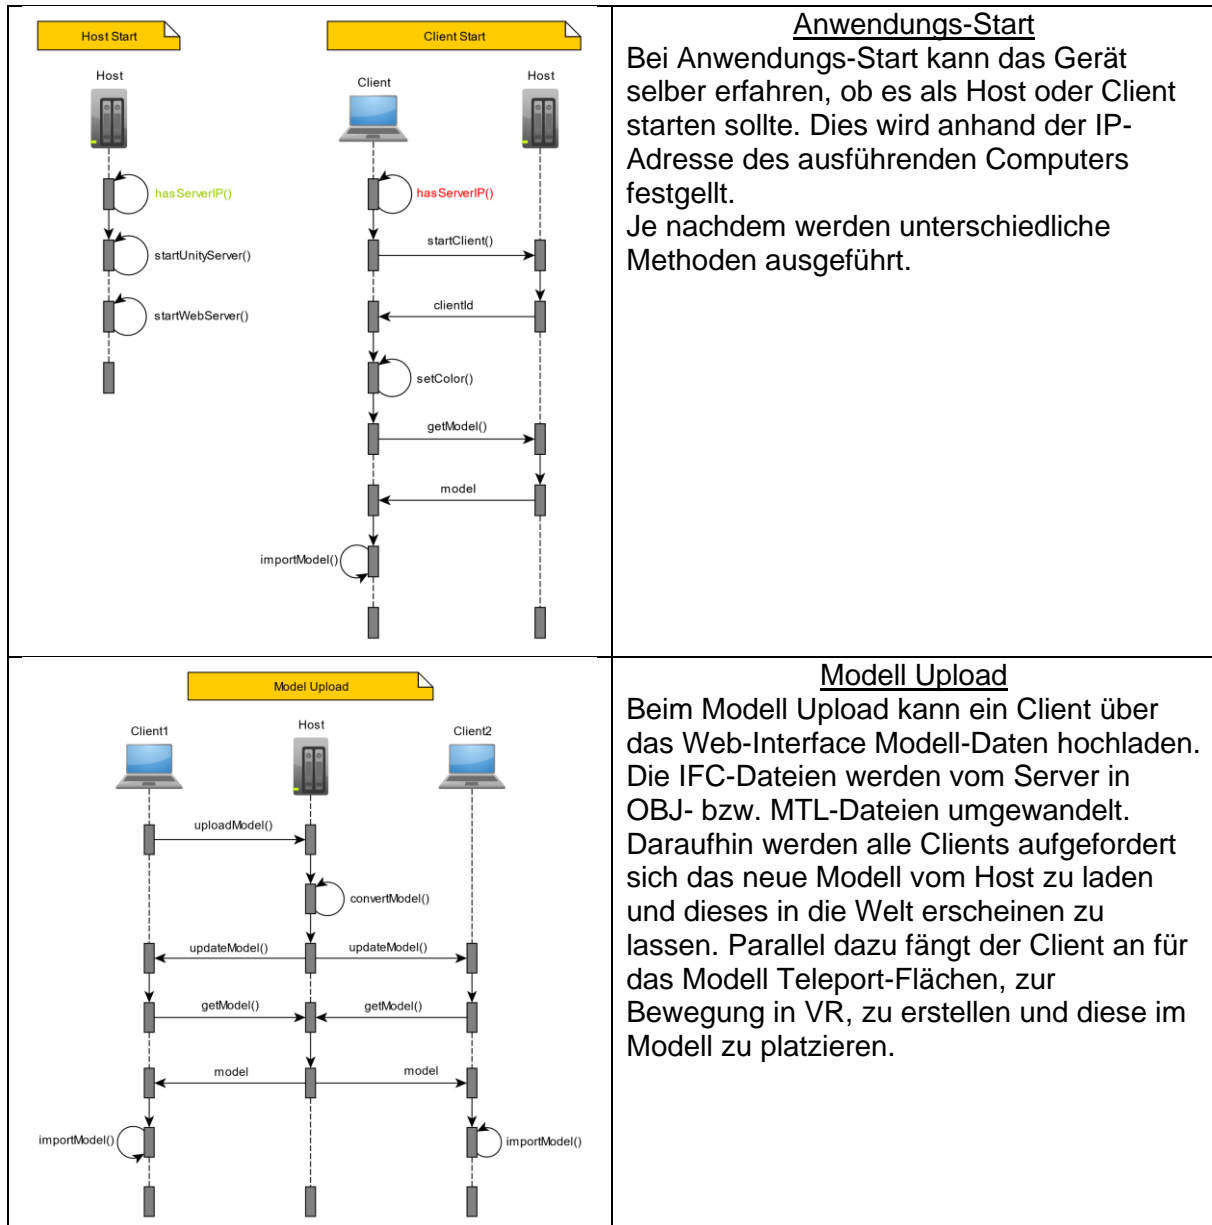 Host Start
Client Start
Host
Client
Host
hasServerIP()
hasServerIP()
startUnityServer()
startClient()
startWebServer()
clientId
setColor()
getModel()
model
importModel()
Anwendungs-Start
Bei Anwendungs-Start kann das Gerät
selber erfahren, ob es als Host oder Client
starten sollte. Dies wird anhand der IP-
Adresse des ausführenden Computers
festgellt.
Je nachdem werden unterschiedliche
Methoden ausgeführt.
Model Upload
Client1
Host
Client2
uploadModel()
convertModel()
updateModel()
updateModel()
getModel()
getModel()
model
model
importModel()
importModel()
Modell Upload
Beim Modell Upload kann ein Client über
das Web-Interface Modell-Daten hochladen.
Die IFC-Dateien werden vom Server in
OBJ- bzw. MTL-Dateien umgewandelt.
Daraufhin werden alle Clients aufgefordert
sich das neue Modell vom Host zu laden
und dieses in die Welt erscheinen zu
lassen. Parallel dazu fängt der Client an für
das Modell Teleport-Flächen, zur
Bewegung in VR, zu erstellen und diese im
Modell zu platzieren.